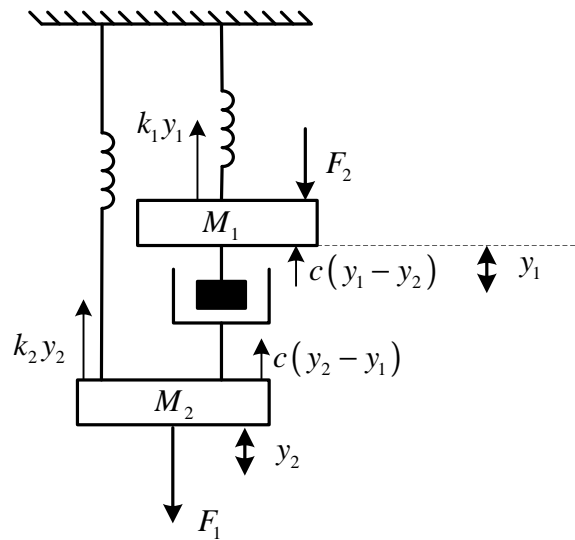 k₁y₁
F₂
M₁
c(y₁ − y₂)
y₁
k₂y₂
c(y₂ − y₁)
M₂
y₂
F₁